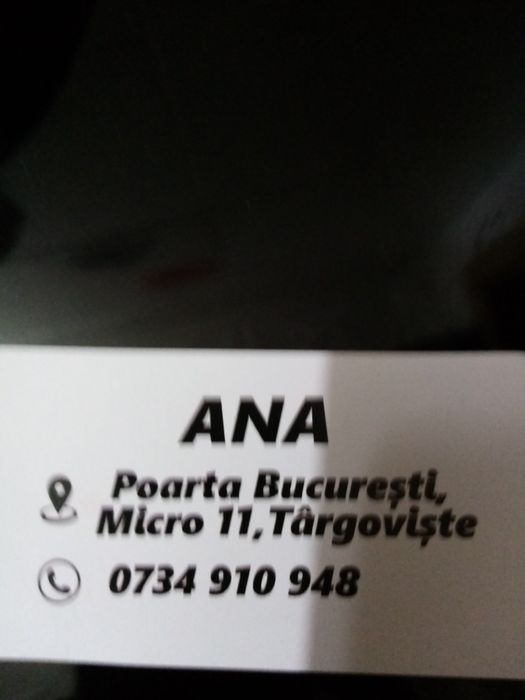 ANA
Poarta București,
Micro 11, Târgoviște
0734 910 948